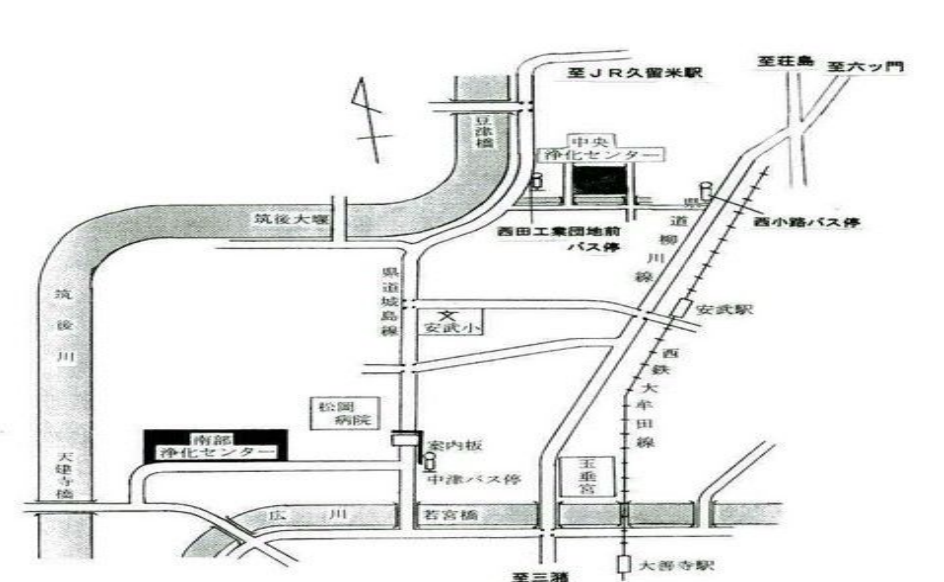 至JR久留米駅
至荘島
至六ッ門
豆津橋
中央
浄化センター
筑後大堰
西田工業団地前
バス停
西小路バス停
県道柳川線
県道城島線
文
安武小
安武駅
筑後川
西鉄大牟田線
松岡
病院
南部
浄化センター
案内板
中津バス停
玉垂宮
天建寺橋
広川
若宮橋
大善寺駅
至三潴